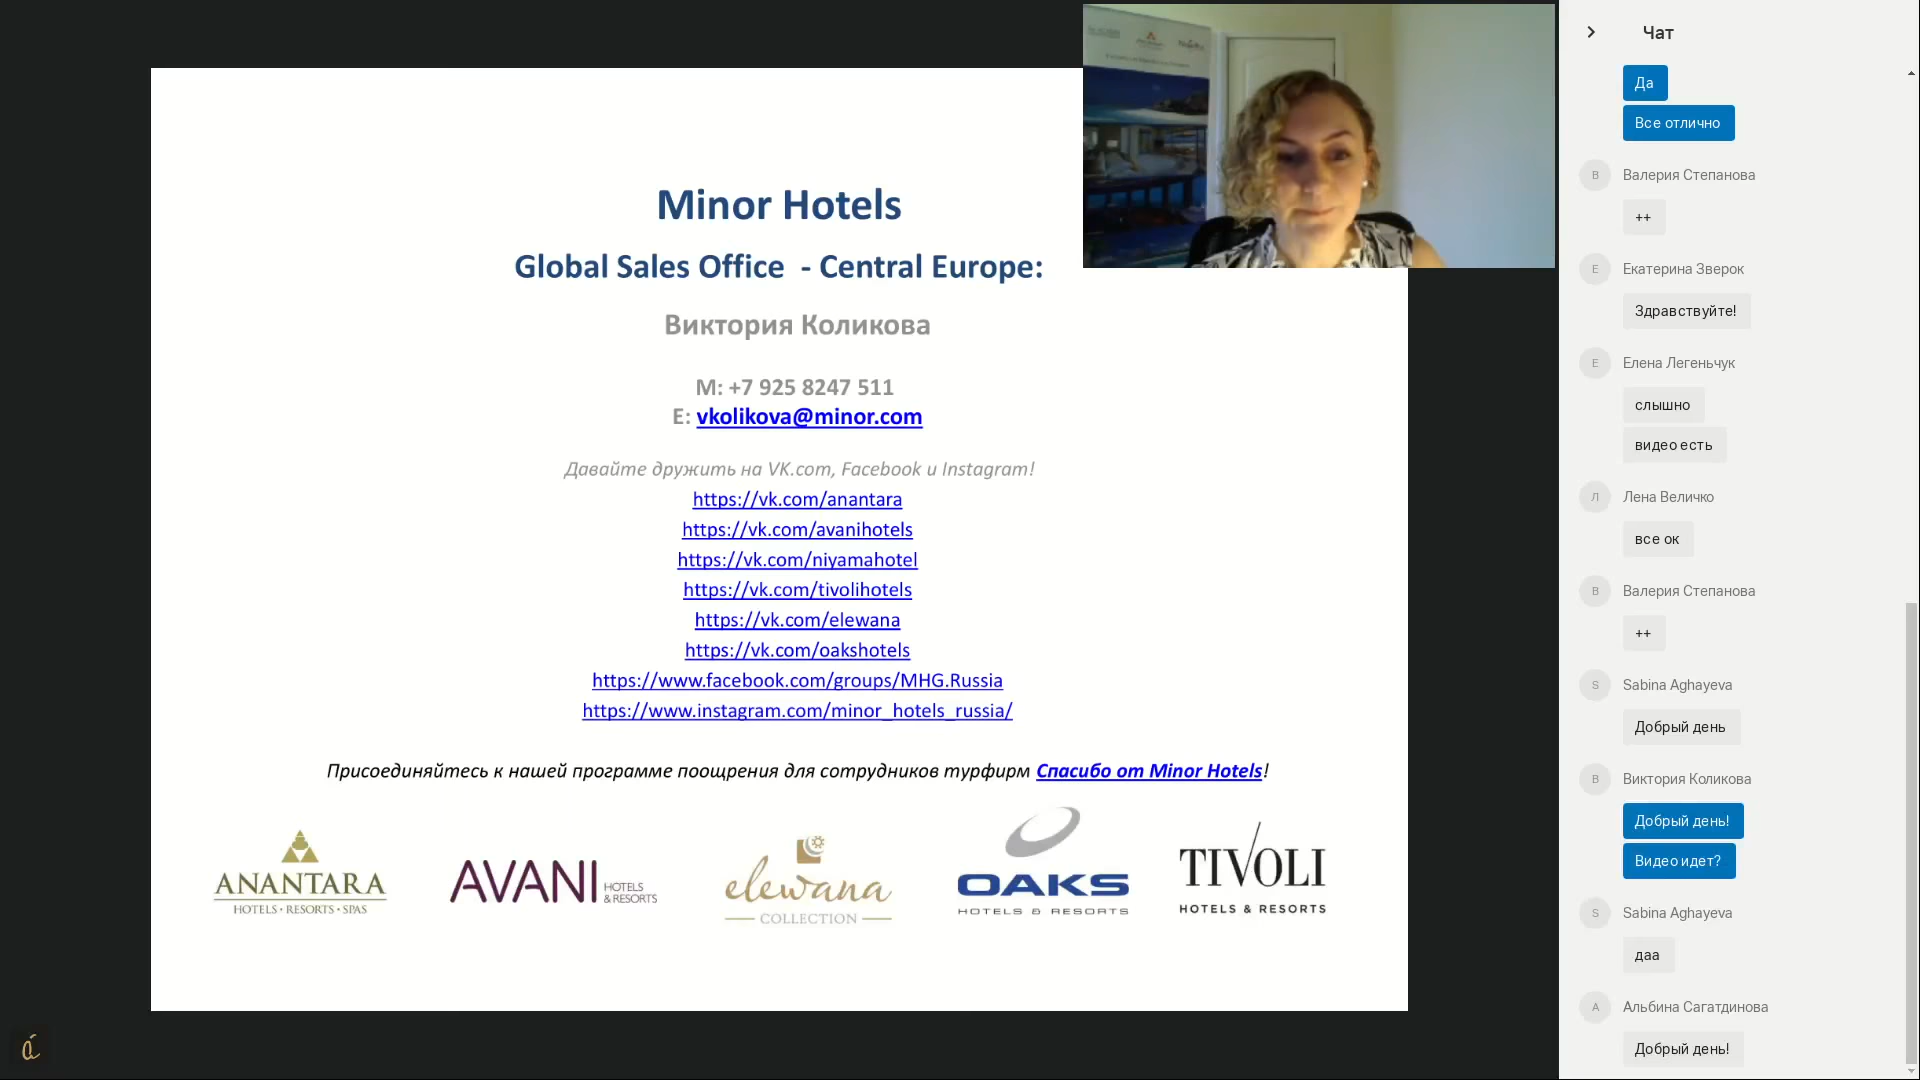 Minor Hotels
Global Sales Office - Central Europe:
Виктория Коликова
M: +7 925 8247 511
E: vkolikova@minor.com
Давайте дружить на VK.com, Facebook и Instagram!
https://vk.com/anantara
https://vk.com/avanihotels
https://vk.com/niyamahotel
https://vk.com/tivolihotels
https://vk.com/elewana
https://vk.com/oakshotels
https://www.facebook.com/groups/MHG.Russia
https://www.instagram.com/minor_hotels_russia/
Присоединяйтесь к нашей программе поощрения для сотрудников турфирм Спасибо от Minor Hotels!
ANANTARA
HOTELS • RESORTS • SPAS
AVANI HOTELS
& RESORTS
elewana
COLLECTION
OAKS
HOTELS & RESORTS
TIVOLI
HOTELS & RESORTS
á
Чат
Да
Все отлично
В Валерия Степанова
++
Е Екатерина Зверок
Здравствуйте!
Е Елена Легеньчук
слышно
видео есть
Л Лена Величко
все ок
В Валерия Степанова
++
S Sabina Aghayeva
Добрый день
В Виктория Коликова
Добрый день!
Видео идет?
S Sabina Aghayeva
даа
А Альбина Сагатдинова
Добрый день!